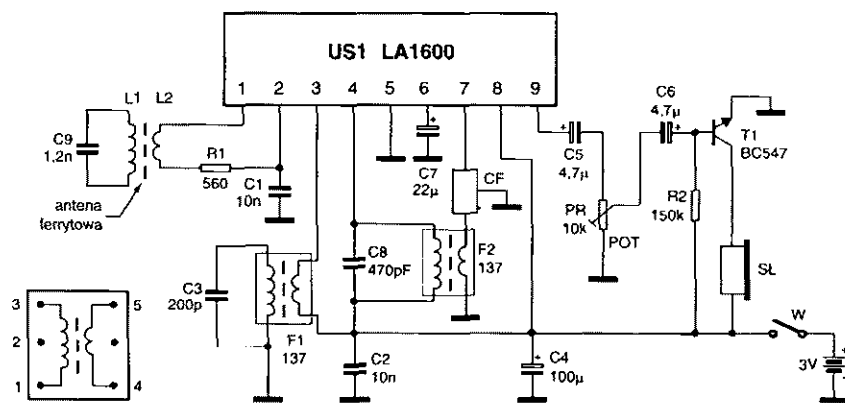 US1 LA1600
1 2 3 4 5 6 7 8 9
L1 L2
C9
1,2n
R1
560
C1
10n
antena
ferrytowa
C7
22µ
CF
C5
4,7µ
C6
4,7µ
T1
BC547
PR
10k
POT
R2
150k
SŁ
C3
200p
F1
137
C8
470pF
F2
137
C2
10n
C4
100µ
W
3V
3 5
2
1 4